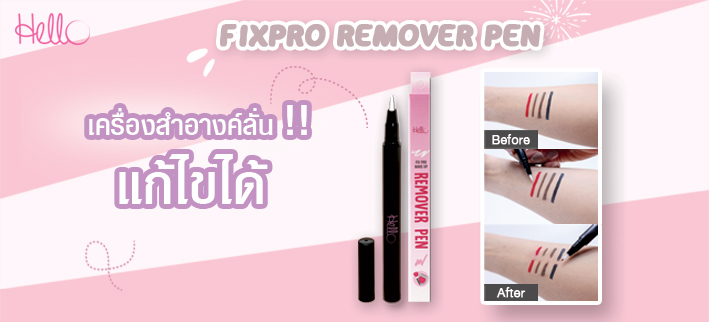 Hello
FIXPRO REMOVER PEN
เครื่องสำอางค์ลั่น !!
แก้ไขได้
Hello
Hello
REMOVER PEN
Before
After